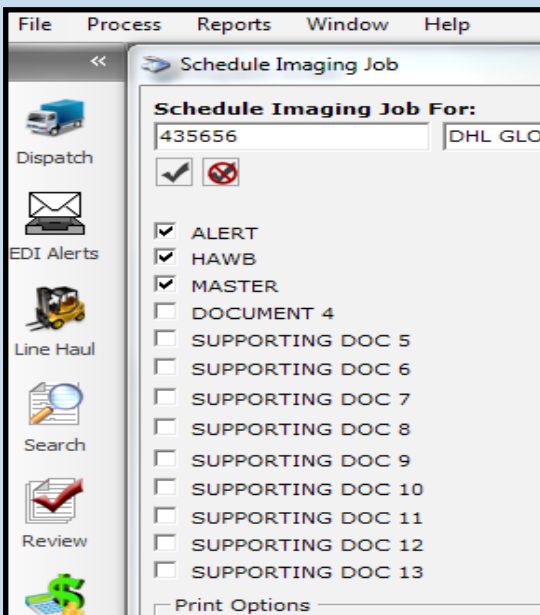 File Process Reports Window Help
«
Schedule Imaging Job
Schedule Imaging Job For:
435656 DHL GLO
Dispatch
EDI Alerts
Line Haul
Search
Review
ALERT
HAWB
MASTER
DOCUMENT 4
SUPPORTING DOC 5
SUPPORTING DOC 6
SUPPORTING DOC 7
SUPPORTING DOC 8
SUPPORTING DOC 9
SUPPORTING DOC 10
SUPPORTING DOC 11
SUPPORTING DOC 12
SUPPORTING DOC 13
Print Options